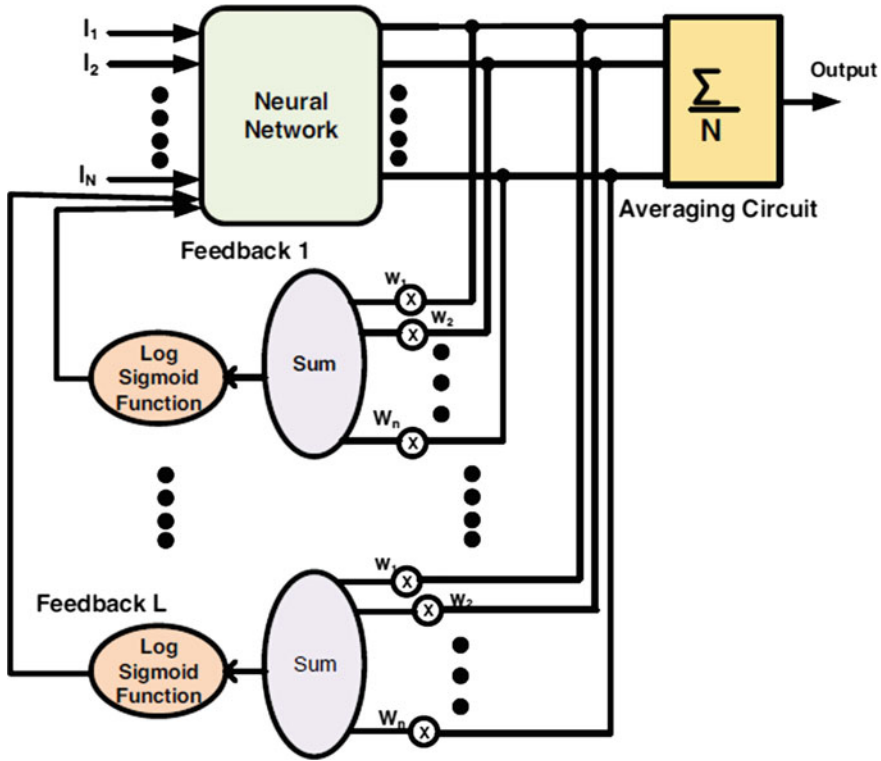 I1
I2
Neural
Network
IN
Σ
N
Output
Averaging Circuit
Feedback 1
W1
X
W2
X
Sum
Log
Sigmoid
Function
Wn
X
W1
X
W2
X
Feedback L
Log
Sigmoid
Function
Sum
Wn
X